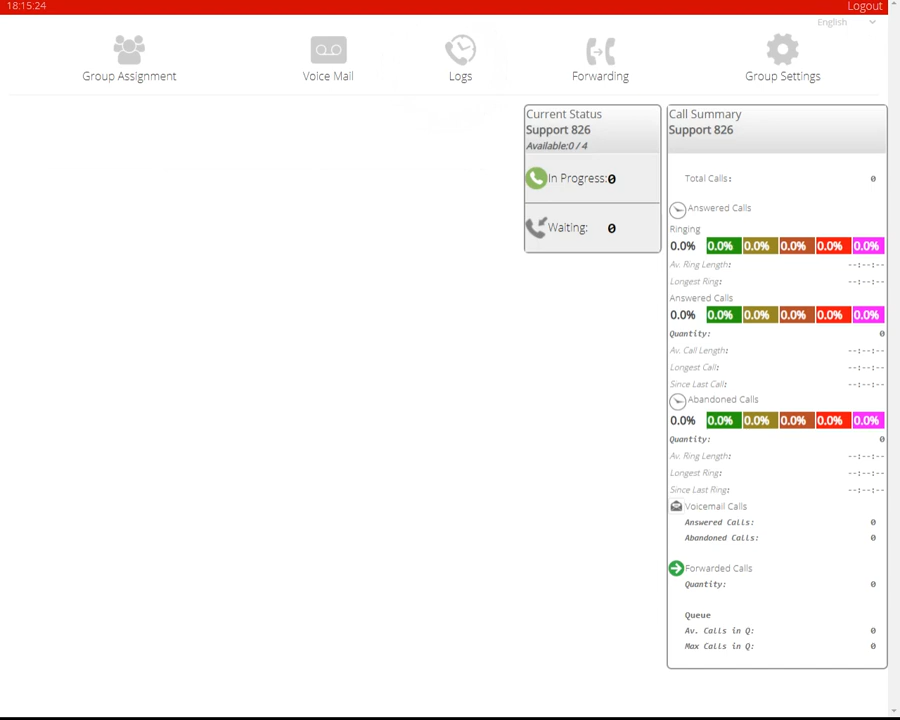 18:15:24
Logout
English
Group Assignment
Voice Mail
Logs
Forwarding
Group Settings
Current Status
Support 826
Available:0 / 4
In Progress:0
Waiting: 0
Call Summary
Support 826
Total Calls: 0
Answered Calls
Ringing
0.0% 0.0% 0.0% 0.0% 0.0% 0.0%
Av. Ring Length: --:--:--
Longest Ring: --:--:--
Answered Calls
0.0% 0.0% 0.0% 0.0% 0.0% 0.0%
Quantity: 0
Av. Call Length: --:--:--
Longest Call: --:--:--
Since Last Call: --:--:--
Abandoned Calls
0.0% 0.0% 0.0% 0.0% 0.0% 0.0%
Quantity: 0
Av. Ring Length: --:--:--
Longest Ring: --:--:--
Since Last Ring: --:--:--
Voicemail Calls
Answered Calls: 0
Abandoned Calls: 0
Forwarded Calls
Quantity: 0
Queue
Av. Calls in Q: 0
Max Calls in Q: 0